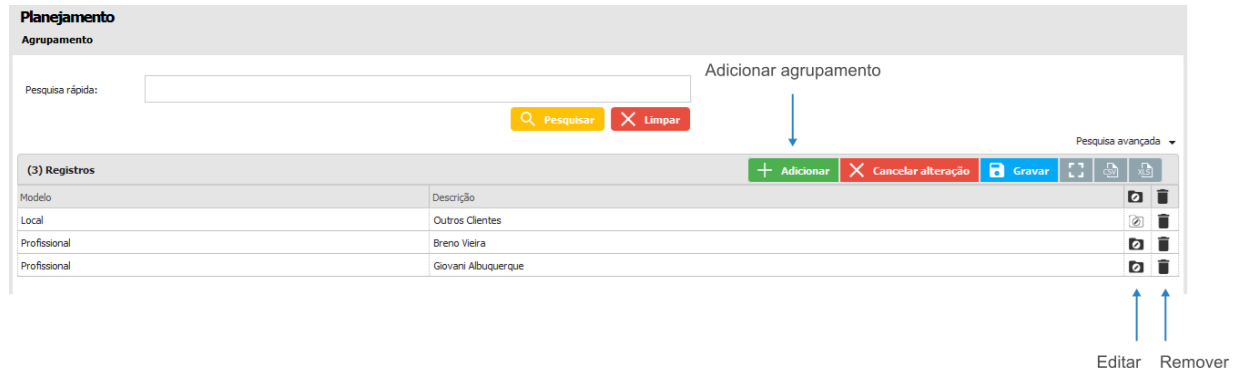 Planejamento
Agrupamento
Adicionar agrupamento
Pesquisa rápida:
Pesquisar Limpar
Pesquisa avançada
(3) Registros Adicionar Cancelar alteração Gravar CSV XLS
Modelo Descrição
Local Outros Clientes
Profissional Breno Vieira
Profissional Giovani Albuquerque
Editar Remover